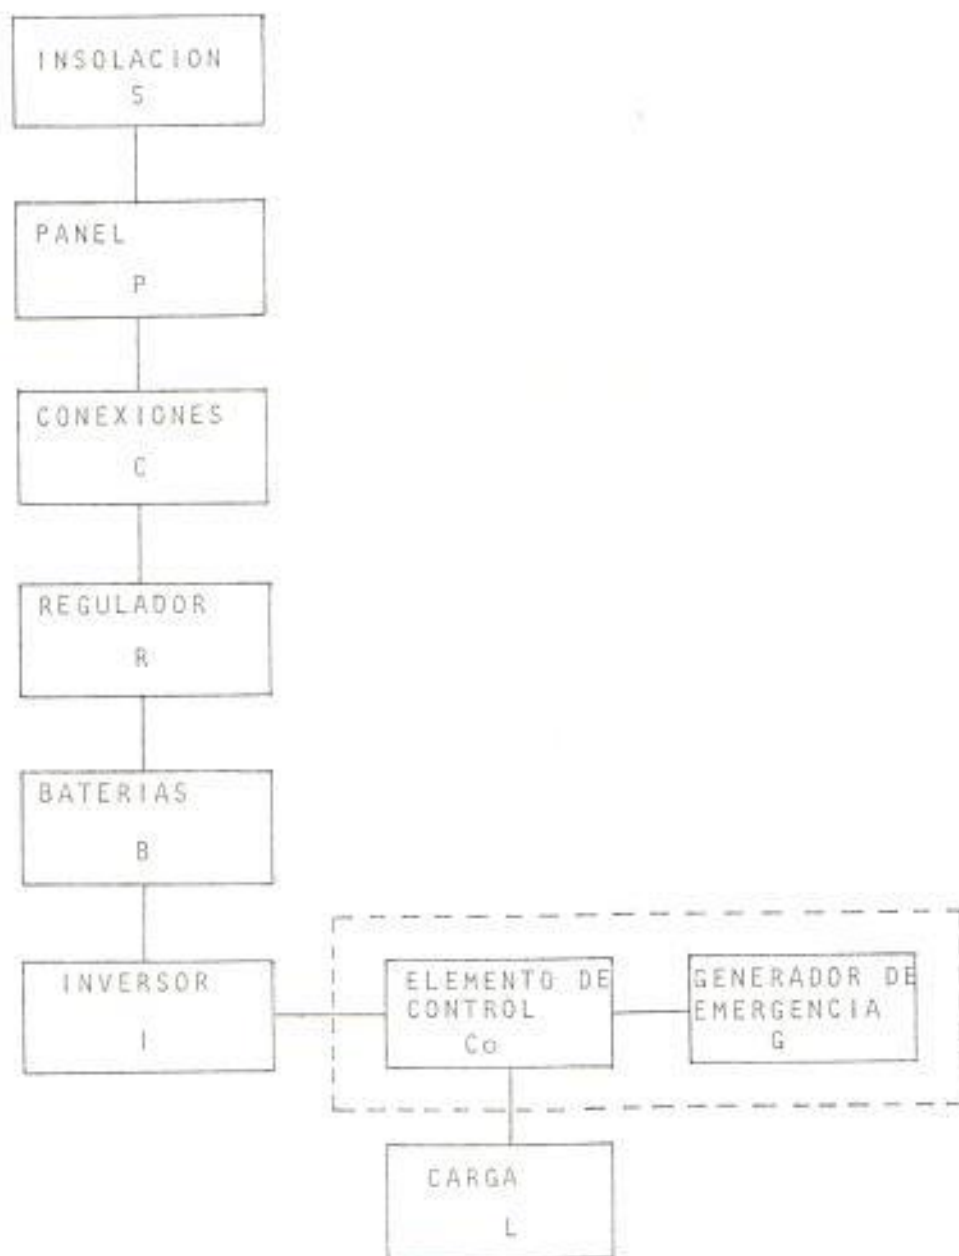 INSOLACION
S
PANEL
P
CONEXIONES
C
REGULADOR
R
BATERIAS
B
INVERSOR
I
ELEMENTO DE
CONTROL
Co
GENERADOR DE
EMERGENCIA
G
CARGA
L